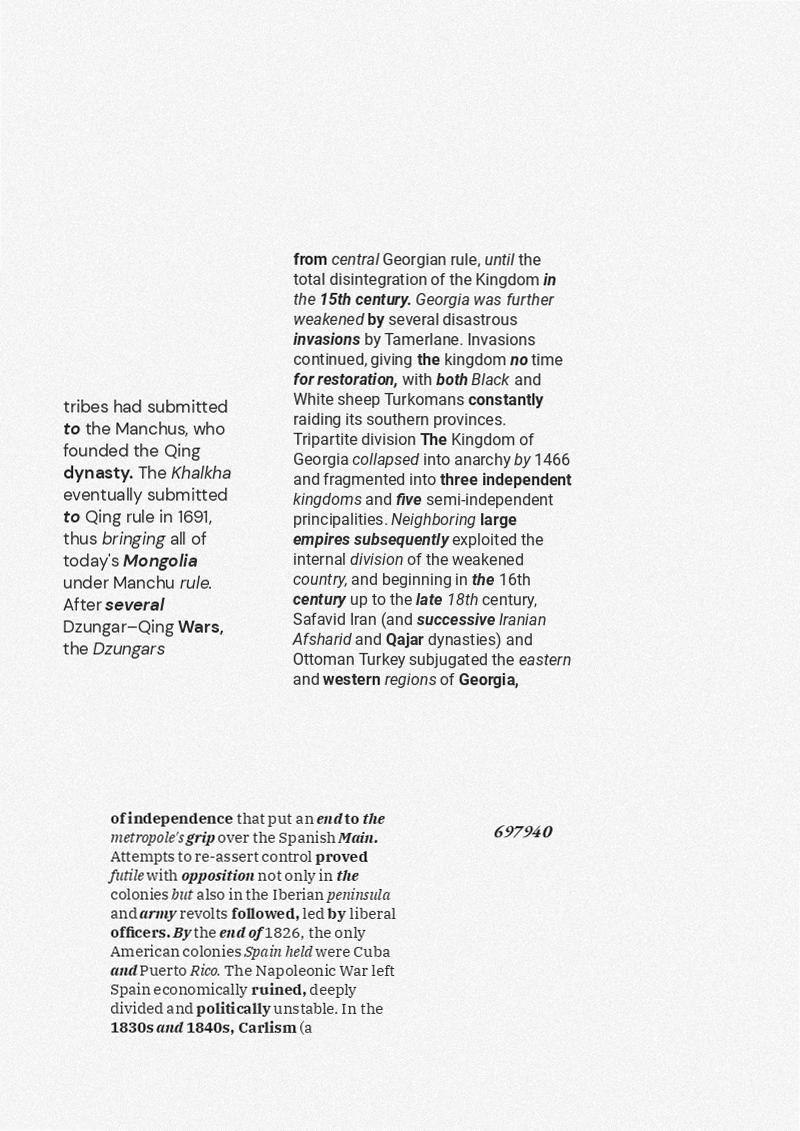 tribes had submitted
to the Manchus, who
founded the Qing
dynasty. The Khalkha
eventually submitted
to Qing rule in 1691,
thus bringing all of
today's Mongolia
under Manchu rule.
After several
Dzungar–Qing Wars,
the Dzungars
from central Georgian rule, until the
total disintegration of the Kingdom in
the 15th century. Georgia was further
weakened by several disastrous
invasions by Tamerlane. Invasions
continued, giving the kingdom no time
for restoration, with both Black and
White sheep Turkomans constantly
raiding its southern provinces.
Tripartite division The Kingdom of
Georgia collapsed into anarchy by 1466
and fragmented into three independent
kingdoms and five semi-independent
principalities. Neighboring large
empires subsequently exploited the
internal division of the weakened
country, and beginning in the 16th
century up to the late 18th century,
Safavid Iran (and successive Iranian
Afsharid and Qajar dynasties) and
Ottoman Turkey subjugated the eastern
and western regions of Georgia,
of independence that put an end to the
metropole's grip over the Spanish Main.
Attempts to re-assert control proved
futile with opposition not only in the
colonies but also in the Iberian peninsula
and army revolts followed, led by liberal
officers. By the end of 1826, the only
American colonies Spain held were Cuba
and Puerto Rico. The Napoleonic War left
Spain economically ruined, deeply
divided and politically unstable. In the
1830s and 1840s, Carlism (a
697940